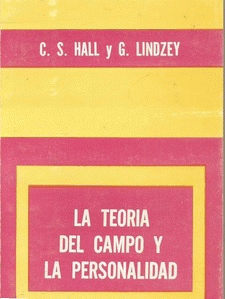 C. S. HALL y G. LINDZEY
LA TEORIA
DEL CAMPO Y
LA PERSONALIDAD